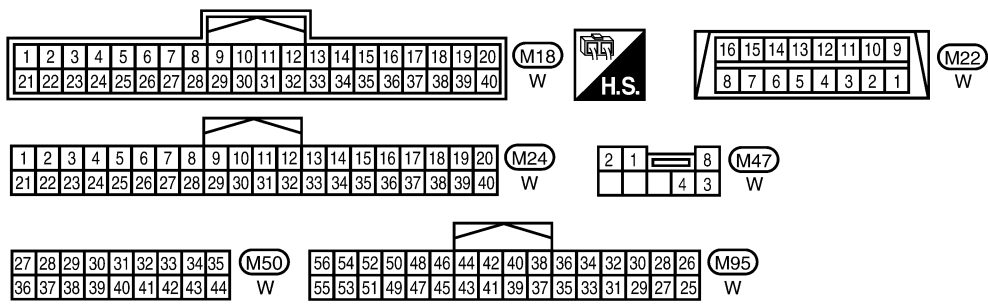 1 2 3 4 5 6 7 8 9 10 11 12 13 14 15 16 17 18 19 20
21 22 23 24 25 26 27 28 29 30 31 32 33 34 35 36 37 38 39 40
M18
W
H.S.
16 15 14 13 12 11 10 9
8 7 6 5 4 3 2 1
M22
W
1 2 3 4 5 6 7 8 9 10 11 12 13 14 15 16 17 18 19 20
21 22 23 24 25 26 27 28 29 30 31 32 33 34 35 36 37 38 39 40
M24
W
2 1 8
4 3
M47
W
27 28 29 30 31 32 33 34 35
36 37 38 39 40 41 42 43 44
M50
W
56 54 52 50 48 46 44 42 40 38 36 34 32 30 28 26
55 53 51 49 47 45 43 41 39 37 35 33 31 29 27 25
M95
W